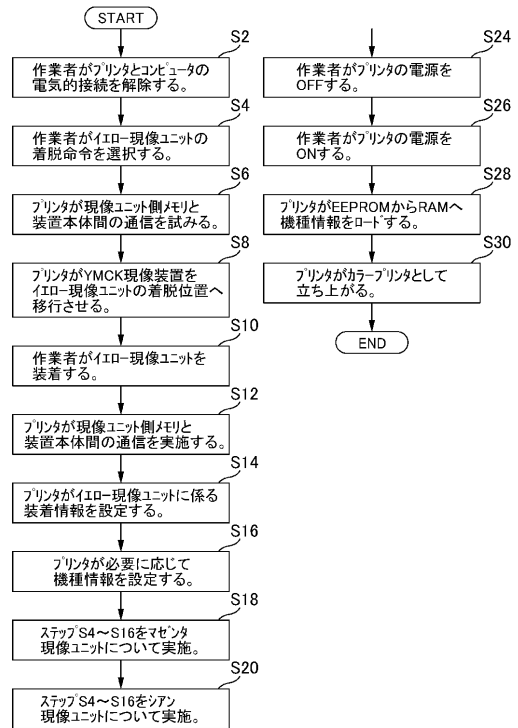 START
S2
作業者がプリンタとコンピュータの
電気的接続を解除する。
S4
作業者がイエロー現像ユニットの
着脱命令を選択する。
S6
プリンタが現像ユニット側メモリと
装置本体間の通信を試みる。
S8
プリンタがYMCK現像装置を
イエロー現像ユニットの着脱位置へ
移行させる。
S10
作業者がイエロー現像ユニットを
装着する。
S12
プリンタが現像ユニット側メモリと
装置本体間の通信を実施する。
S14
プリンタがイエロー現像ユニットに係る
装着情報を設定する。
S16
プリンタが必要に応じて
機種情報を設定する。
S18
ステップS4～S16をマゼンタ
現像ユニットについて実施。
S20
ステップS4～S16をシアン
現像ユニットについて実施。
S24
作業者がプリンタの電源を
OFFする。
S26
作業者がプリンタの電源を
ONする。
S28
プリンタがEEPROMからRAMへ
機種情報をロードする。
S30
プリンタがカラープリンタとして
立ち上がる。
END